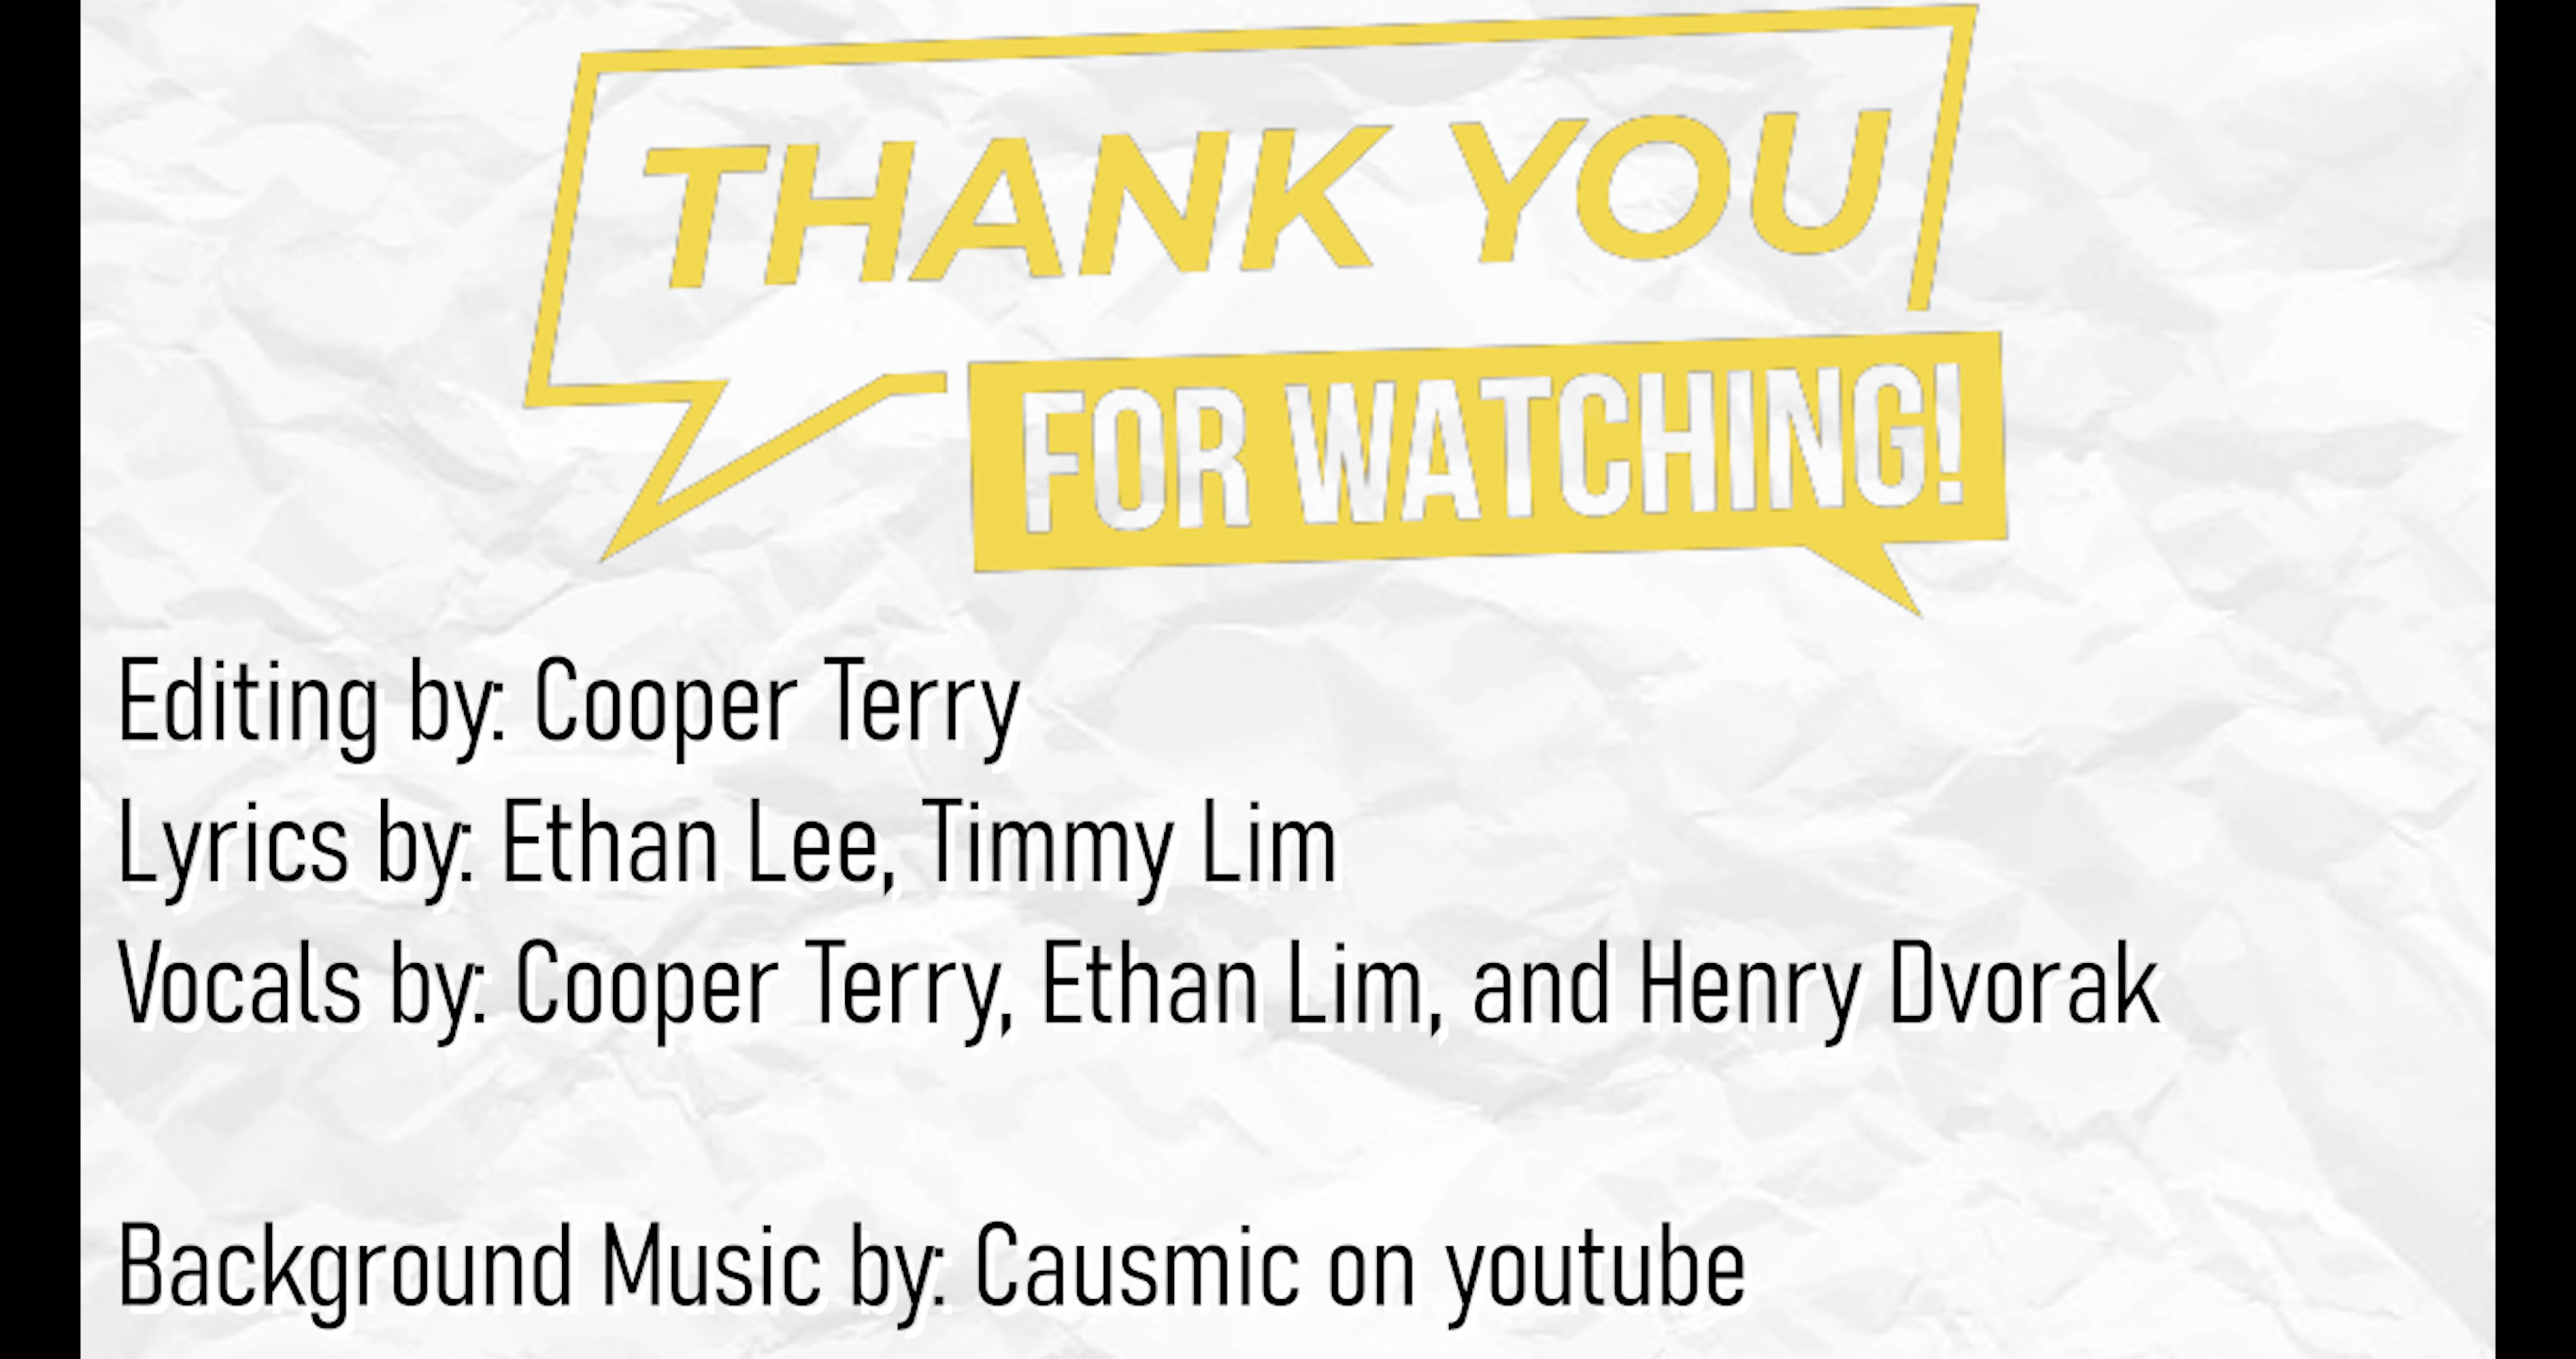 THANK YOU
FOR WATCHING!
Editing by: Cooper Terry
Lyrics by: Ethan Lee, Timmy Lim
Vocals by: Cooper Terry, Ethan Lim, and Henry Dvorak
Background Music by: Causmic on youtube